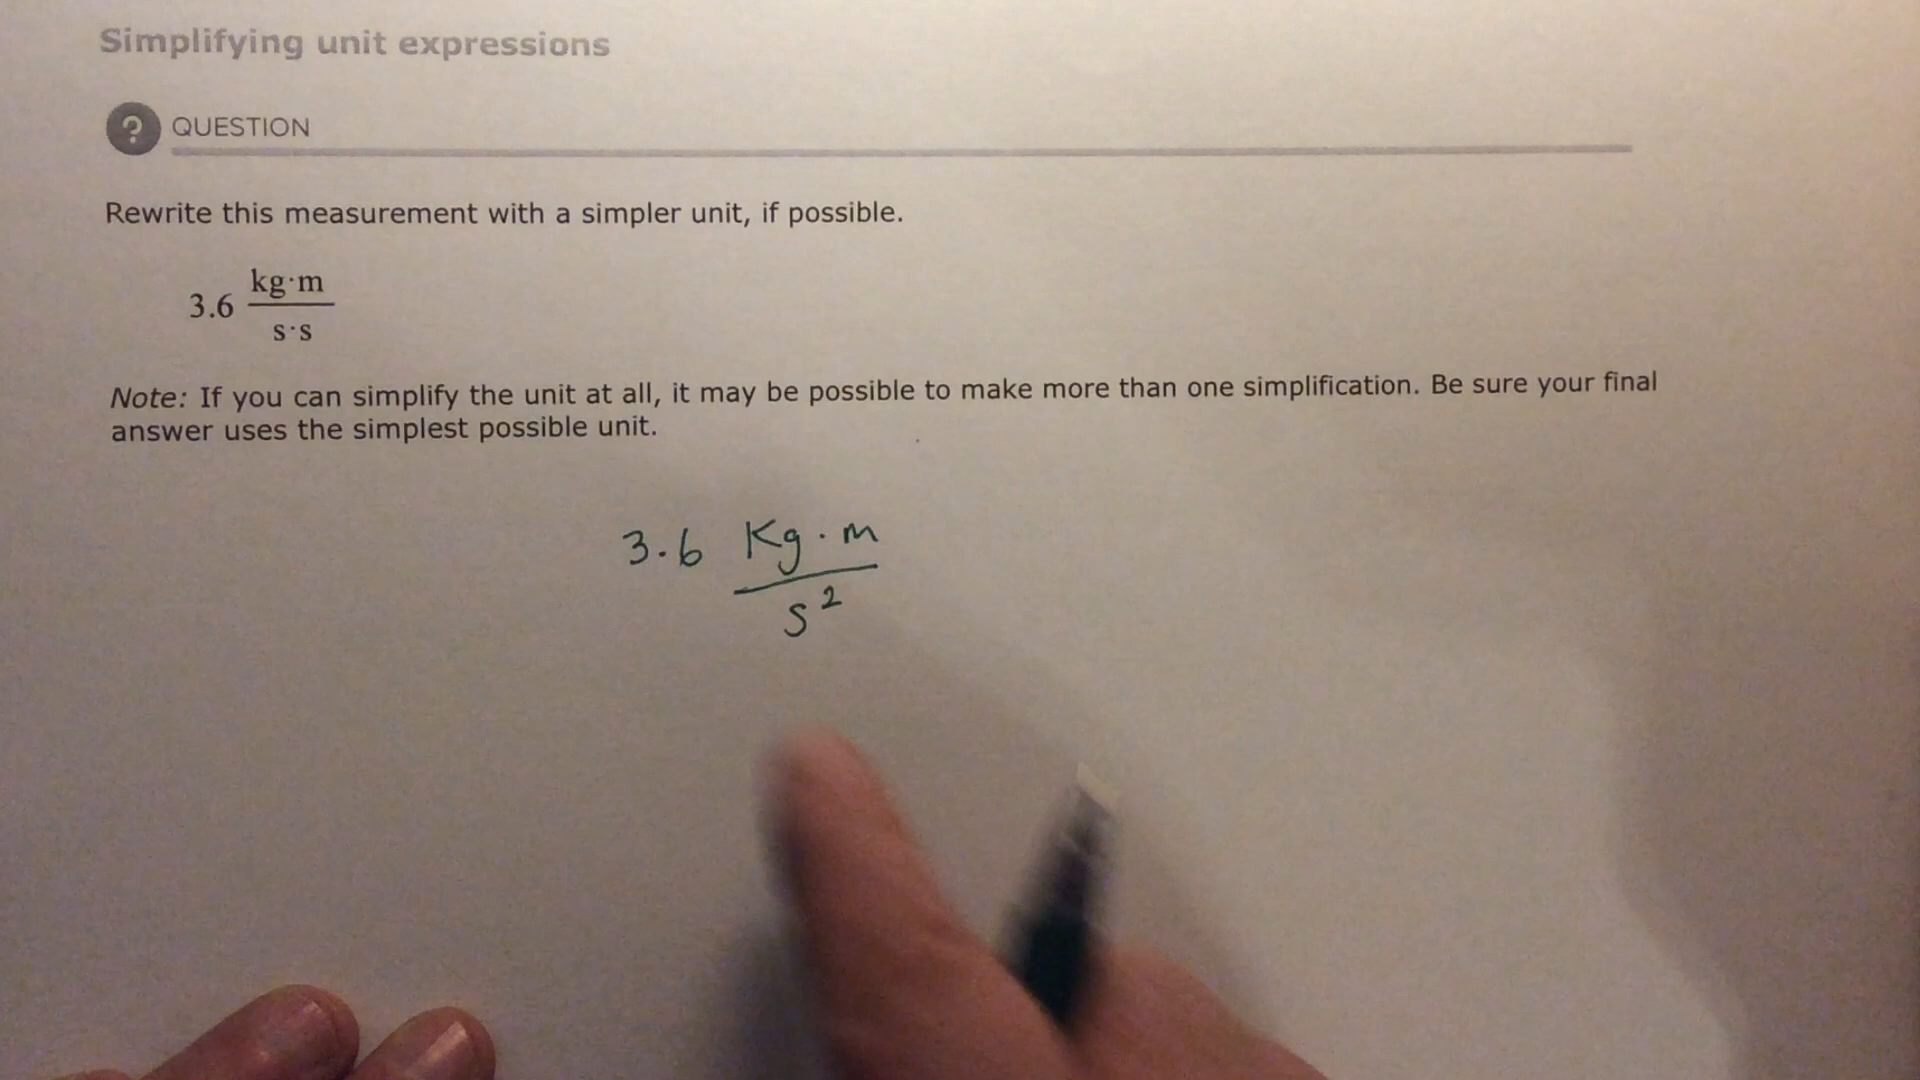 Simplifying unit expressions
? QUESTION
Rewrite this measurement with a simpler unit, if possible.
3.6 kg·m
s·s
Note: If you can simplify the unit at all, it may be possible to make more than one simplification. Be sure your final
answer uses the simplest possible unit.
3.6 Kg·m
s²